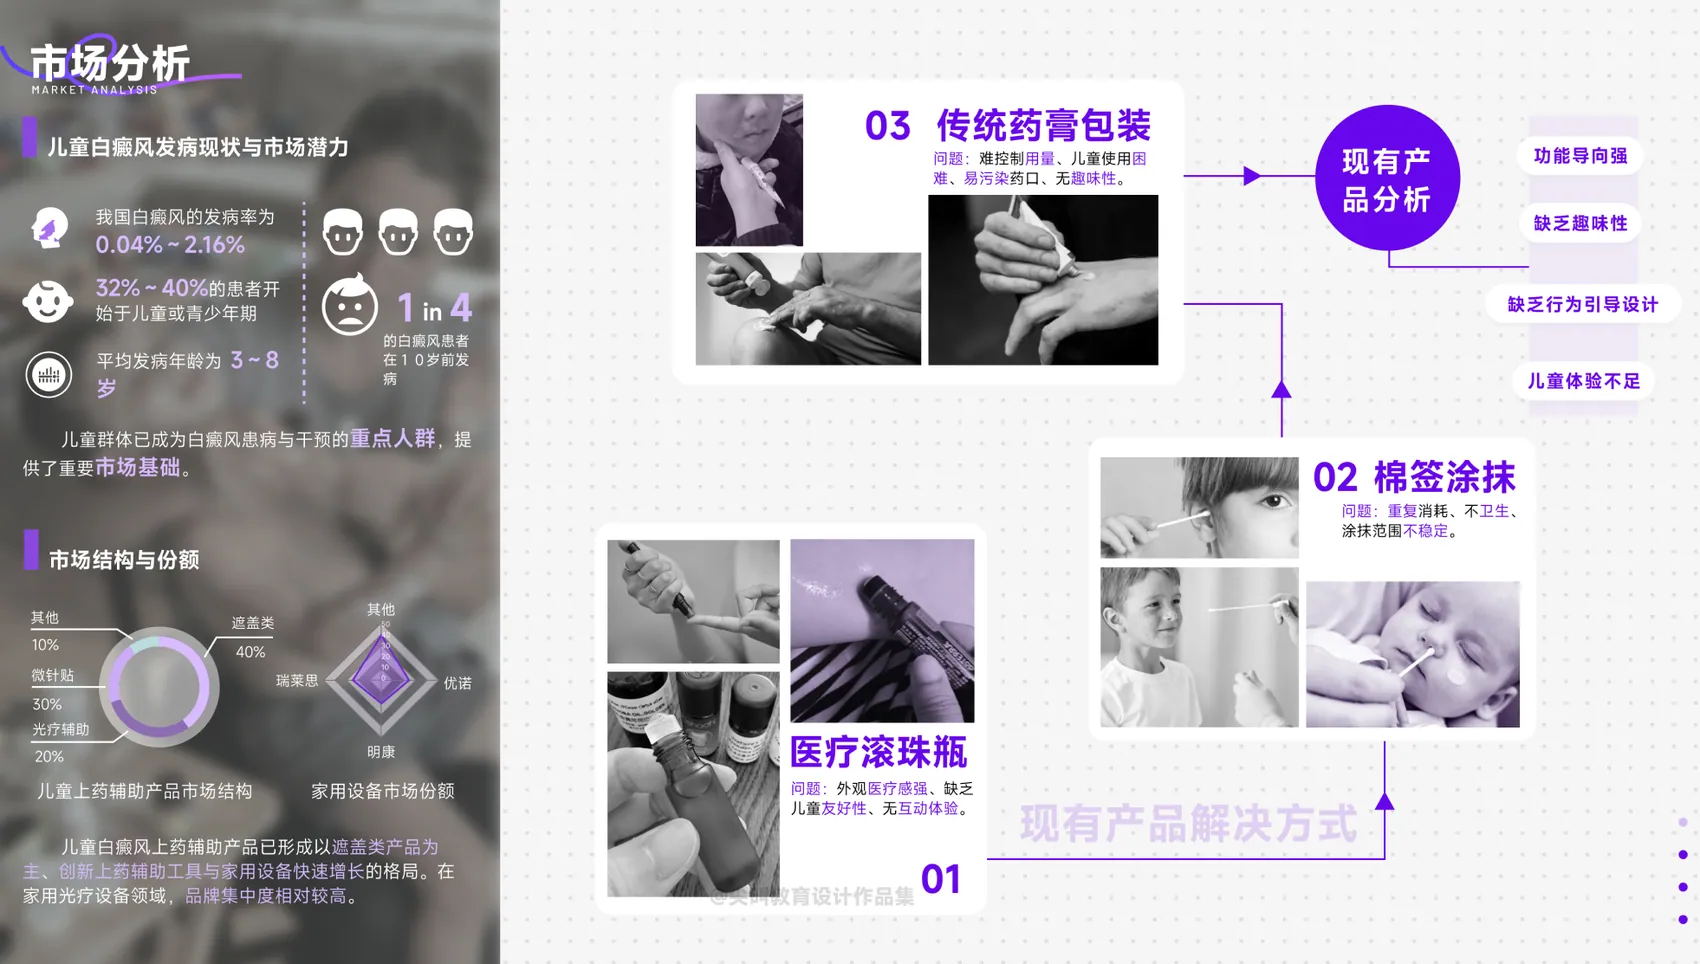 市场分析
MARKET ANALYSIS
儿童白癜风发病现状与市场潜力
我国白癜风的发病率为
0.04% ~ 2.16%
32% ~ 40%的患者开
始于儿童或青少年期
平均发病年龄为 3 ~ 8
岁
1 in 4
的白癜风患者
在10岁前发
病
儿童群体已成为白癜风患病与干预的重点人群，提
供了重要市场基础。
市场结构与份额
其他
10%
微针贴
30%
光疗辅助
20%
遮盖类
40%
儿童上药辅助产品市场结构
其他
50
40
30
20
10
0
瑞莱思
优诺
明康
家用设备市场份额
儿童白癜风上药辅助产品已形成以遮盖类产品为
主、创新上药辅助工具与家用设备快速增长的格局。在
家用光疗设备领域，品牌集中度相对较高。
03 传统药膏包装
问题：难控制用量、儿童使用困
难、易污染药口、无趣味性。
现有产
品分析
功能导向强
缺乏趣味性
缺乏行为引导设计
儿童体验不足
02 棉签涂抹
问题：重复消耗、不卫生、
涂抹范围不稳定。
医疗滚珠瓶
问题：外观医疗感强、缺乏
儿童友好性、无互动体验。
01
现有产品解决方式
@尖叫教育设计作品集